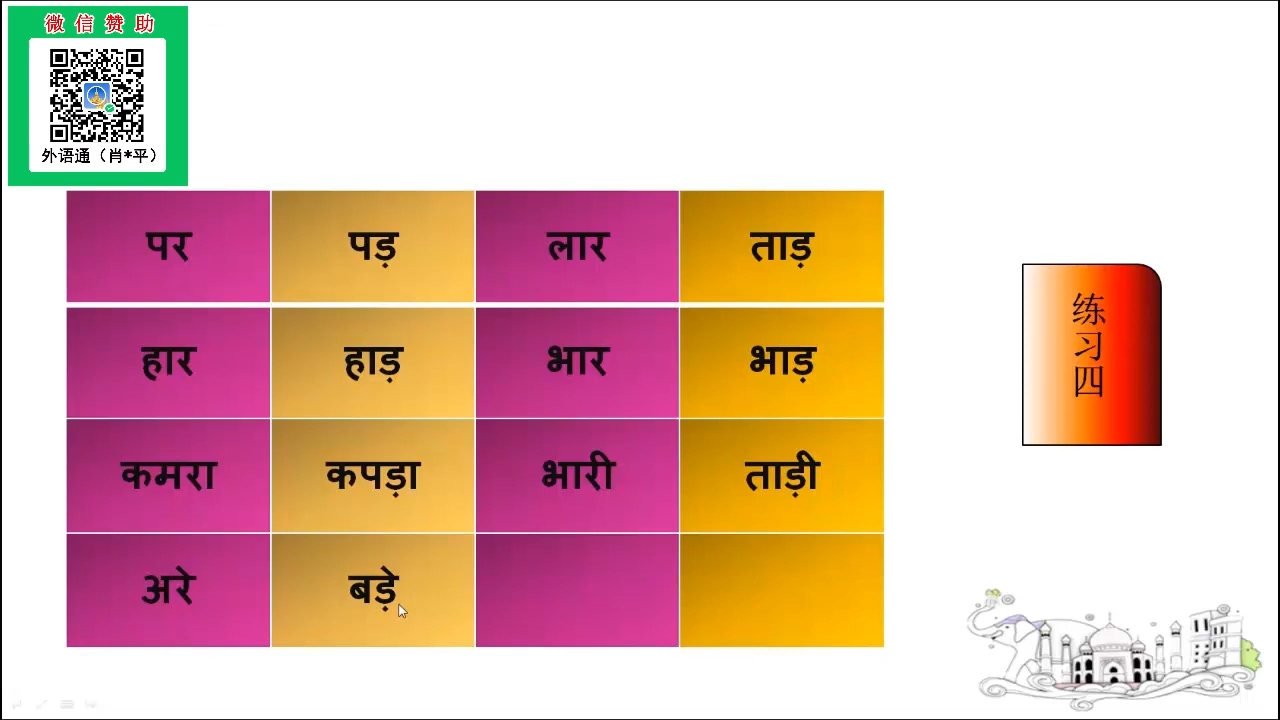 微信赞助
外语通（肖*平）
पर पड़ लार ताड़
हार हाड़ भार भाड़
कमरा कपड़ा भारी ताड़ी
अरे बड़े
练习四